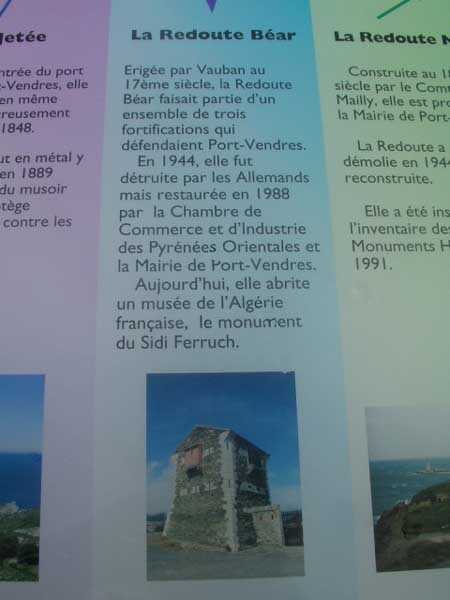 Jetée
ntrée du port
-Vendres, elle
en même
reusement
1848.
ut en métal y
en 1889
du musoir
tège
contre les
La Redoute Béar
Erigée par Vauban au
17ème siècle, la Redoute
Béar faisait partie d'un
ensemble de trois
fortifications qui
défendaient Port-Vendres.
En 1944, elle fut
détruite par les Allemands
mais restaurée en 1988
par la Chambre de
Commerce et d'Industrie
des Pyrénées Orientales et
la Mairie de Port-Vendres.
Aujourd'hui, elle abrite
un musée de l'Algérie
française, le monument
du Sidi Ferruch.
La Redoute M
Construite au 1
siècle par le Com
Mailly, elle est pro
la Mairie de Port-
La Redoute a
démolie en 1944
reconstruite.
Elle a été ins
l'inventaire des
Monuments H
1991.